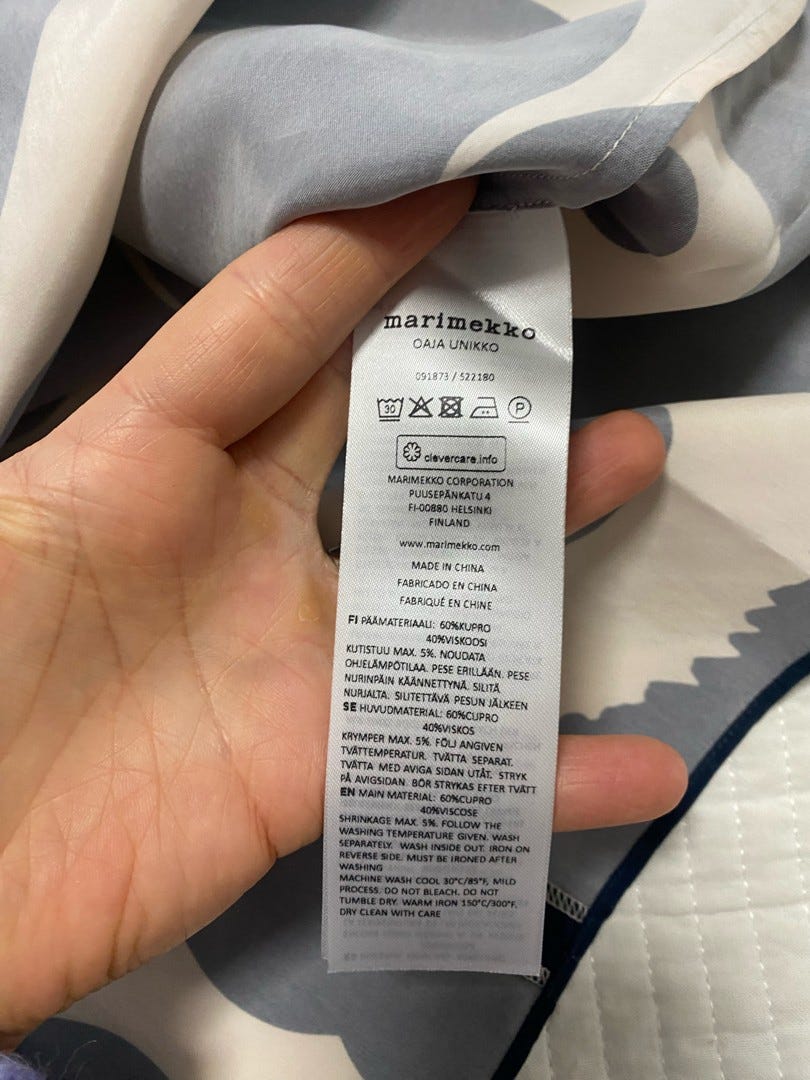 marimekko
OAJA UNIKKO
091873 / 522180
30
P
clevercare.info
MARIMEKKO CORPORATION
PUUSEPÄNKATU 4
FI-00880 HELSINKI
FINLAND
www.marimekko.com
MADE IN CHINA
FABRICADO EN CHINA
FABRIQUÉ EN CHINE
FI PÄÄMATERIAALI: 60%KUPRO
40%VISKOOSI
KUTISTUU MAX. 5%. NOUDATA
OHJELÄMPÖTILAA. PESE ERILLÄÄN. PESE
NURINPÄIN KÄÄNNETTYNÄ. SILITÄ
NURJALTA. SILITETTÄVÄ PESUN JÄLKEEN
SE HUVUDMATERIAL: 60%CUPRO
40%VISKOS
KRYMPER MAX. 5%. FÖLJ ANGIVEN
TVÄTTEMPERATUR. TVÄTTA SEPARAT.
TVÄTTA MED AVIGA SIDAN UTÅT. STRYK
PÅ AVIGSIDAN. BÖR STRYKAS EFTER TVÄTT
EN MAIN MATERIAL: 60%CUPRO
40%VISCOSE
SHRINKAGE MAX. 5%. FOLLOW THE
WASHING TEMPERATURE GIVEN. WASH
SEPARATELY. WASH INSIDE OUT. IRON ON
REVERSE SIDE. MUST BE IRONED AFTER
WASHING
MACHINE WASH COOL 30°C/85°F, MILD
PROCESS. DO NOT BLEACH. DO NOT
TUMBLE DRY. WARM IRON 150°C/300°F.
DRY CLEAN WITH CARE